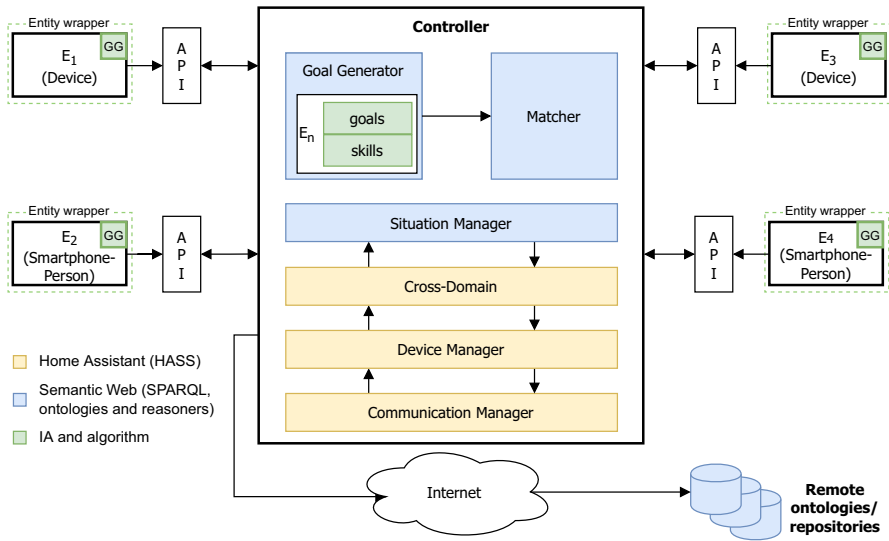 Entity wrapper
GG
E1
(Device)
A
P
I
Entity wrapper
GG
E2
(Smartphone-
Person)
A
P
I
Controller
Goal Generator
En
goals
skills
Matcher
Situation Manager
Cross-Domain
Device Manager
Communication Manager
A
P
I
Entity wrapper
GG
E3
(Device)
A
P
I
Entity wrapper
GG
E4
(Smartphone-
Person)
Home Assistant (HASS)
Semantic Web (SPARQL,
ontologies and reasoners)
IA and algorithm
Internet
Remote
ontologies/
repositories